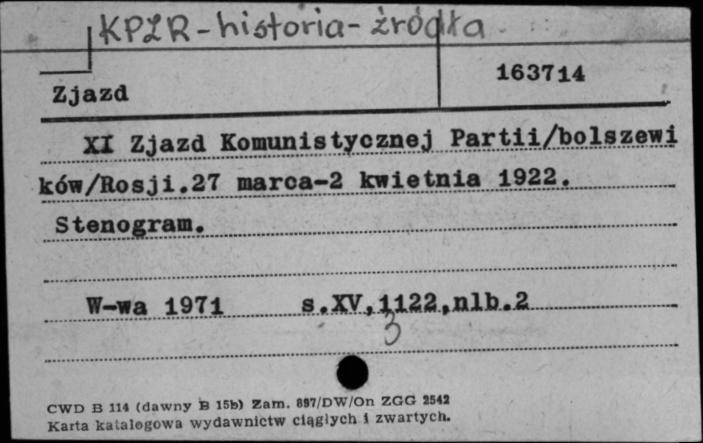 KPZR - historia - źródła
163714
Zjazd
XI Zjazd Komunistycznej Partii/bolszewi
ków/Rosji.27 marca-2 kwietnia 1922.
Stenogram.
W-wa 1971 s.XV,1122,nlb.2
3
CWD B 114 (dawny B 15b) Zam. 887/DW/On ZGG 2542
Karta katalogowa wydawnictw ciągłych i zwartych.